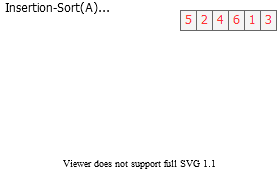 Insertion-Sort(A)...
5 2 4 6 1 3
Viewer does not support full SVG 1.1